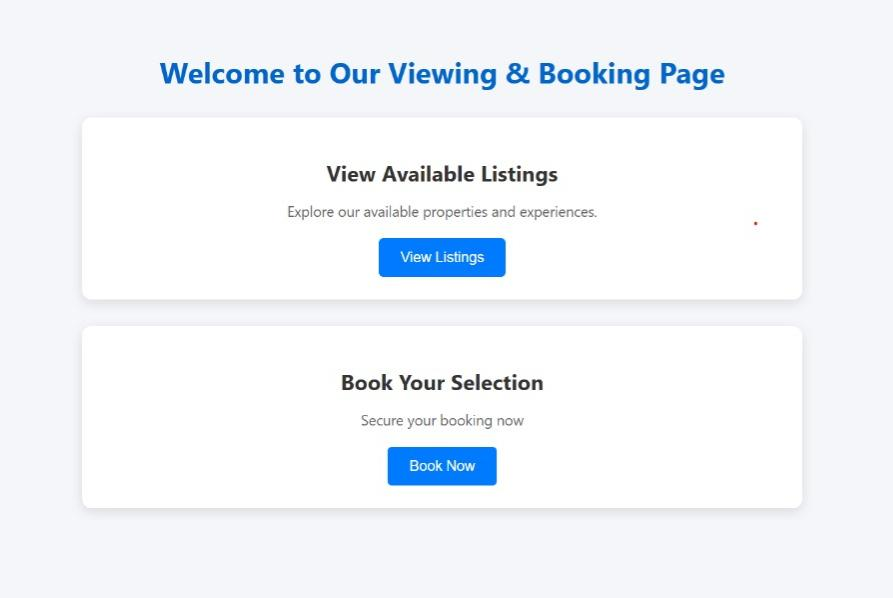 Welcome to Our Viewing & Booking Page
View Available Listings
Explore our available properties and experiences.
View Listings
Book Your Selection
Secure your booking now
Book Now